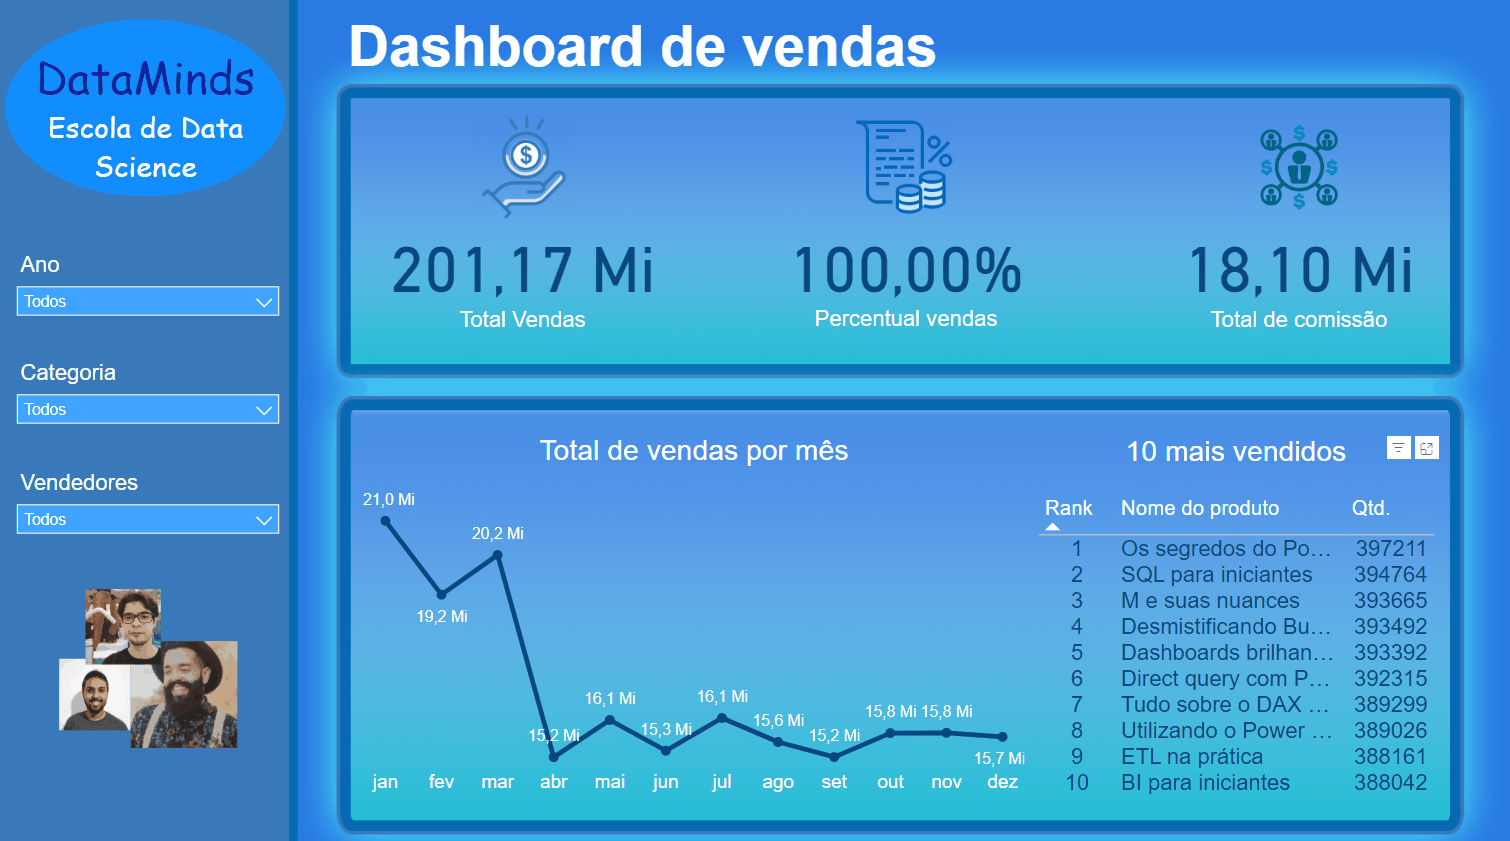 DataMinds
Escola de Data
Science
Ano
Todos
Categoria
Todos
Vendedores
Todos
Dashboard de vendas
201,17 Mi
Total Vendas
100,00%
Percentual vendas
18,10 Mi
Total de comissão
Total de vendas por mês
21,0 Mi
19,2 Mi
20,2 Mi
15,2 Mi
16,1 Mi
15,3 Mi
16,1 Mi
15,6 Mi
15,2 Mi
15,8 Mi
15,8 Mi
15,7 Mi
jan fev mar abr mai jun jul ago set out nov dez
10 mais vendidos
Rank Nome do produto Qtd.
1 Os segredos do Po... 397211
2 SQL para iniciantes 394764
3 M e suas nuances 393665
4 Desmistificando Bu... 393492
5 Dashboards brilhan... 393392
6 Direct query com P... 392315
7 Tudo sobre o DAX ... 389299
8 Utilizando o Power ... 389026
9 ETL na prática 388161
10 BI para iniciantes 388042